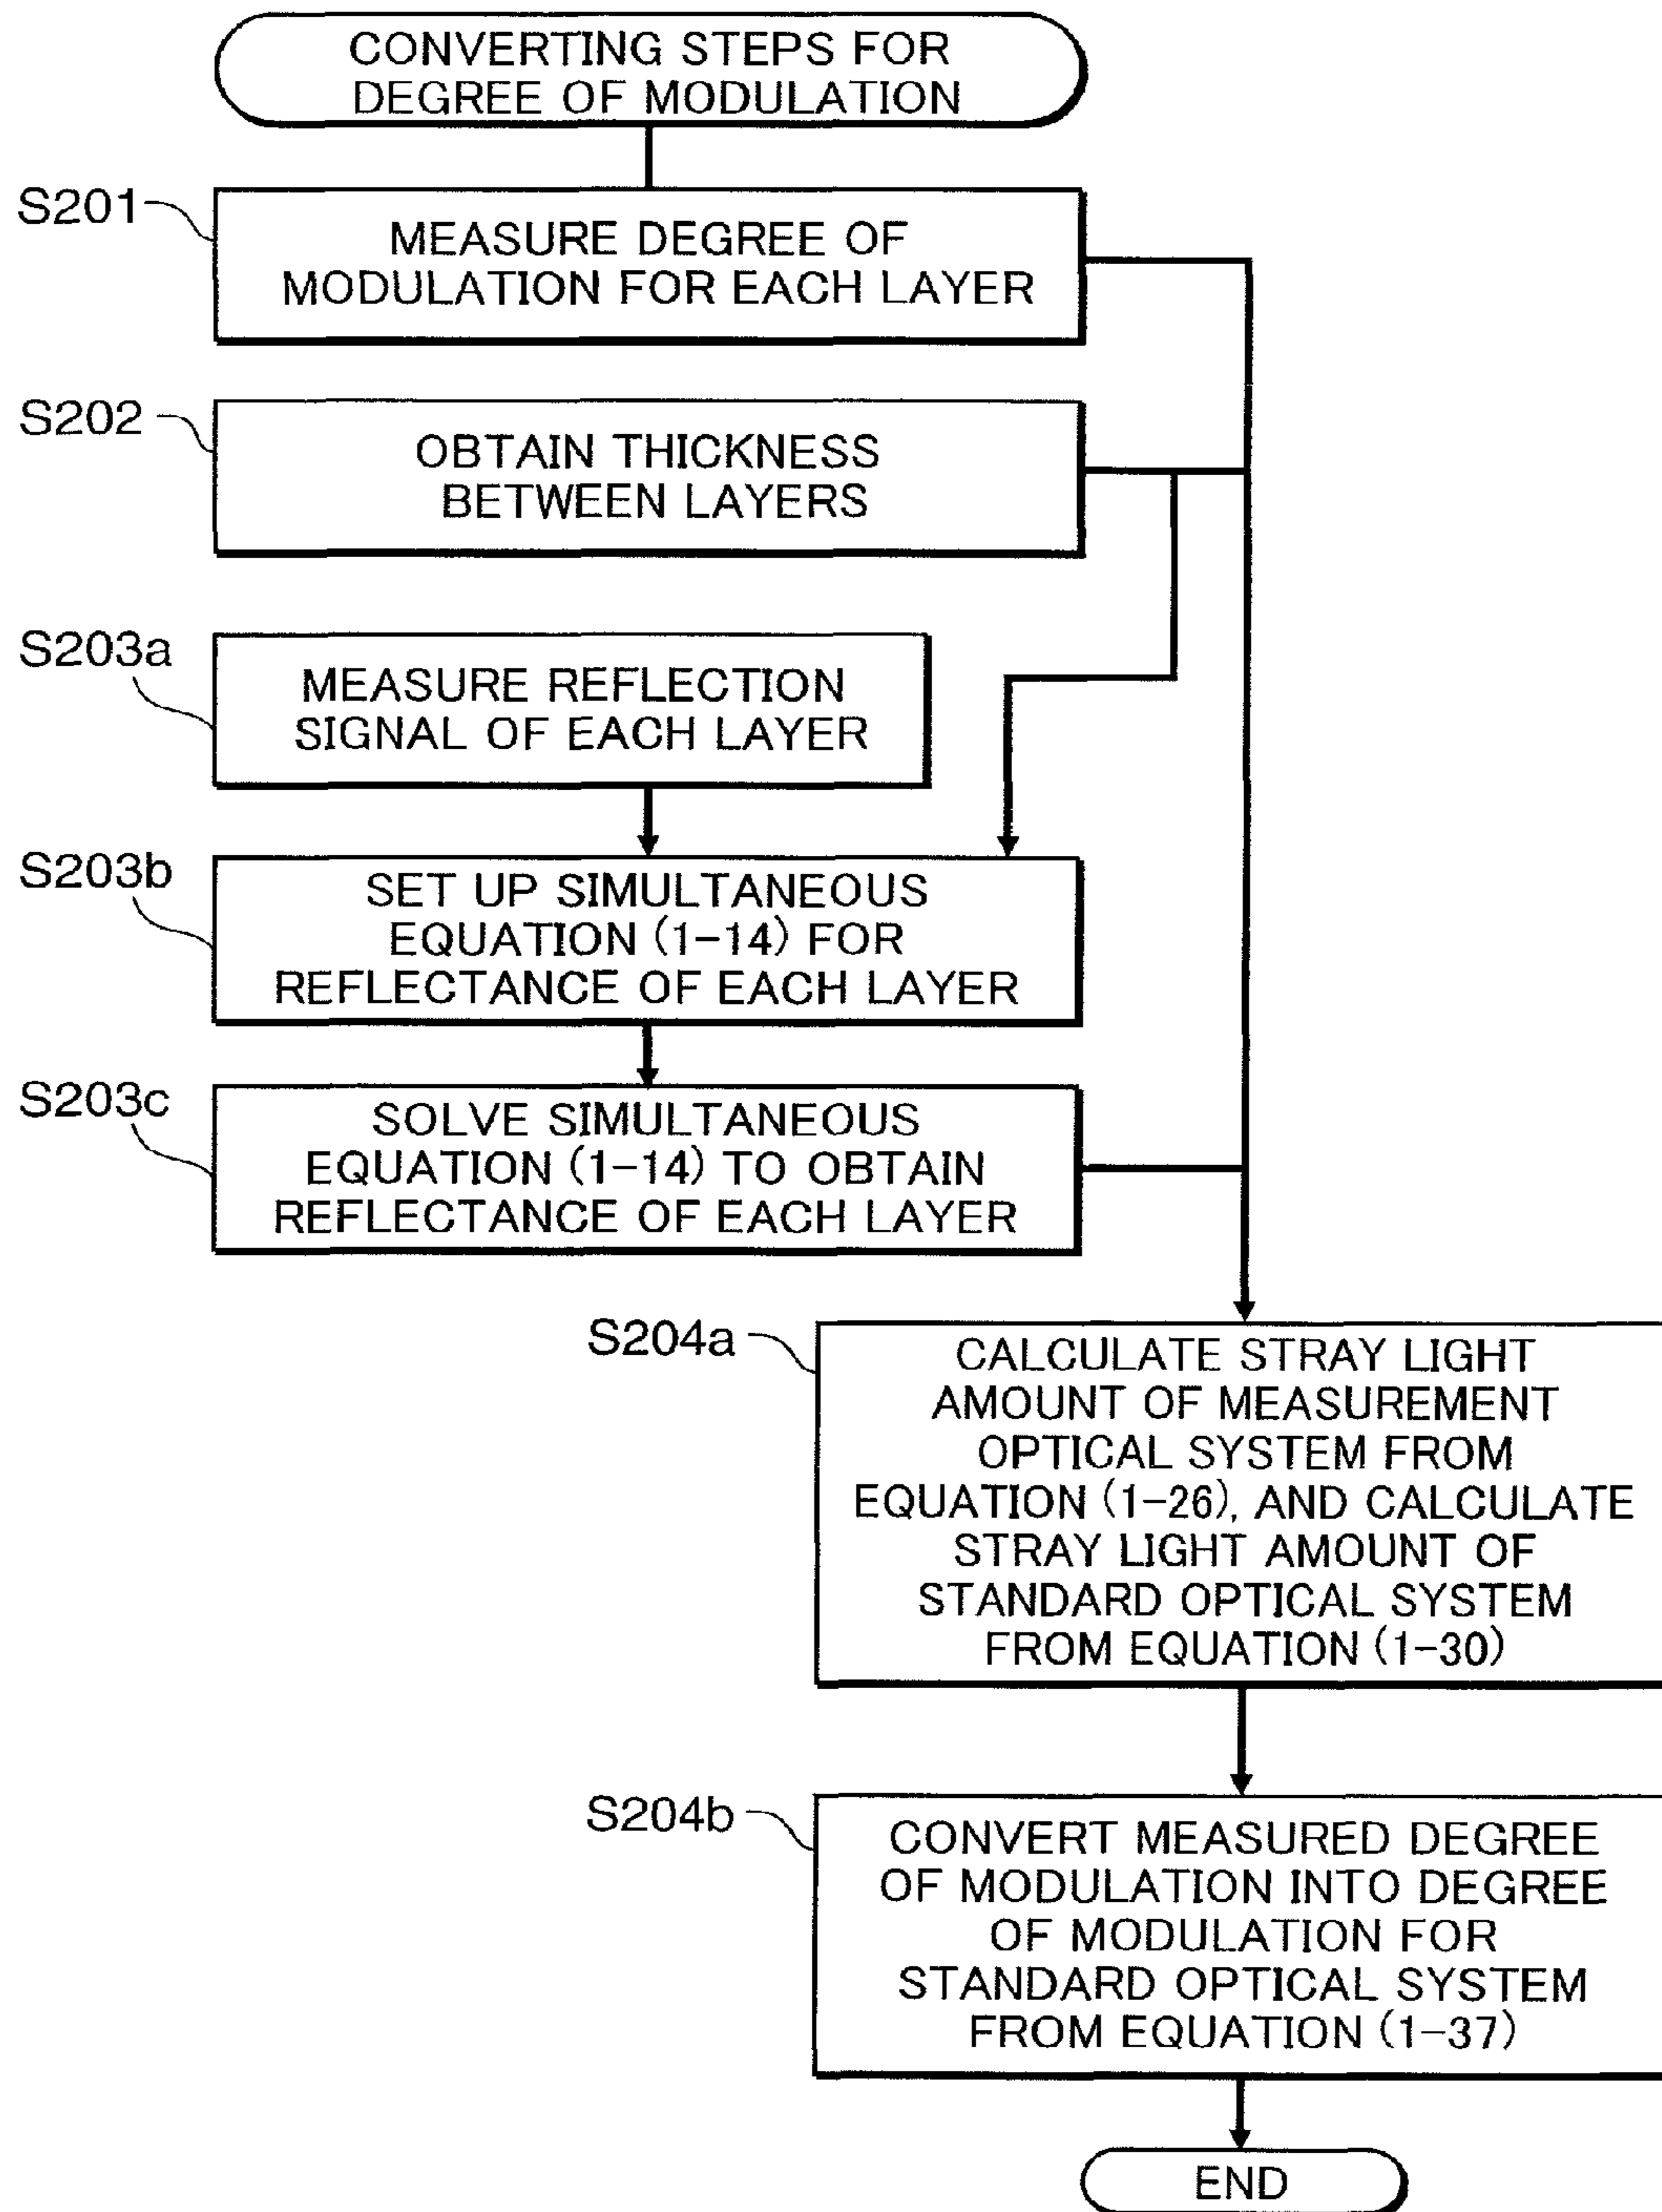 CONVERTING STEPS FOR
DEGREE OF MODULATION
S201
MEASURE DEGREE OF
MODULATION FOR EACH LAYER
S202
OBTAIN THICKNESS
BETWEEN LAYERS
S203a
MEASURE REFLECTION
SIGNAL OF EACH LAYER
S203b
SET UP SIMULTANEOUS
EQUATION (1-14) FOR
REFLECTANCE OF EACH LAYER
S203c
SOLVE SIMULTANEOUS
EQUATION (1-14) TO OBTAIN
REFLECTANCE OF EACH LAYER
S204a
CALCULATE STRAY LIGHT
AMOUNT OF MEASUREMENT
OPTICAL SYSTEM FROM
EQUATION (1-26), AND CALCULATE
STRAY LIGHT AMOUNT OF
STANDARD OPTICAL SYSTEM
FROM EQUATION (1-30)
S204b
CONVERT MEASURED DEGREE
OF MODULATION INTO DEGREE
OF MODULATION FOR
STANDARD OPTICAL SYSTEM
FROM EQUATION (1-37)
END